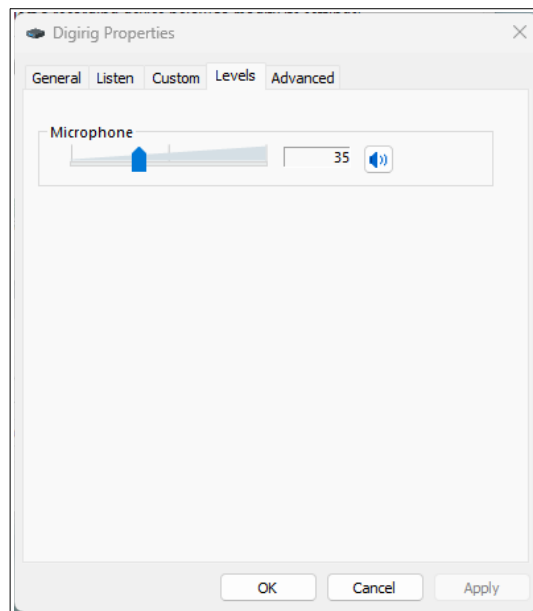 Digirig Properties
General Listen Custom Levels Advanced
Microphone
35
OK Cancel Apply